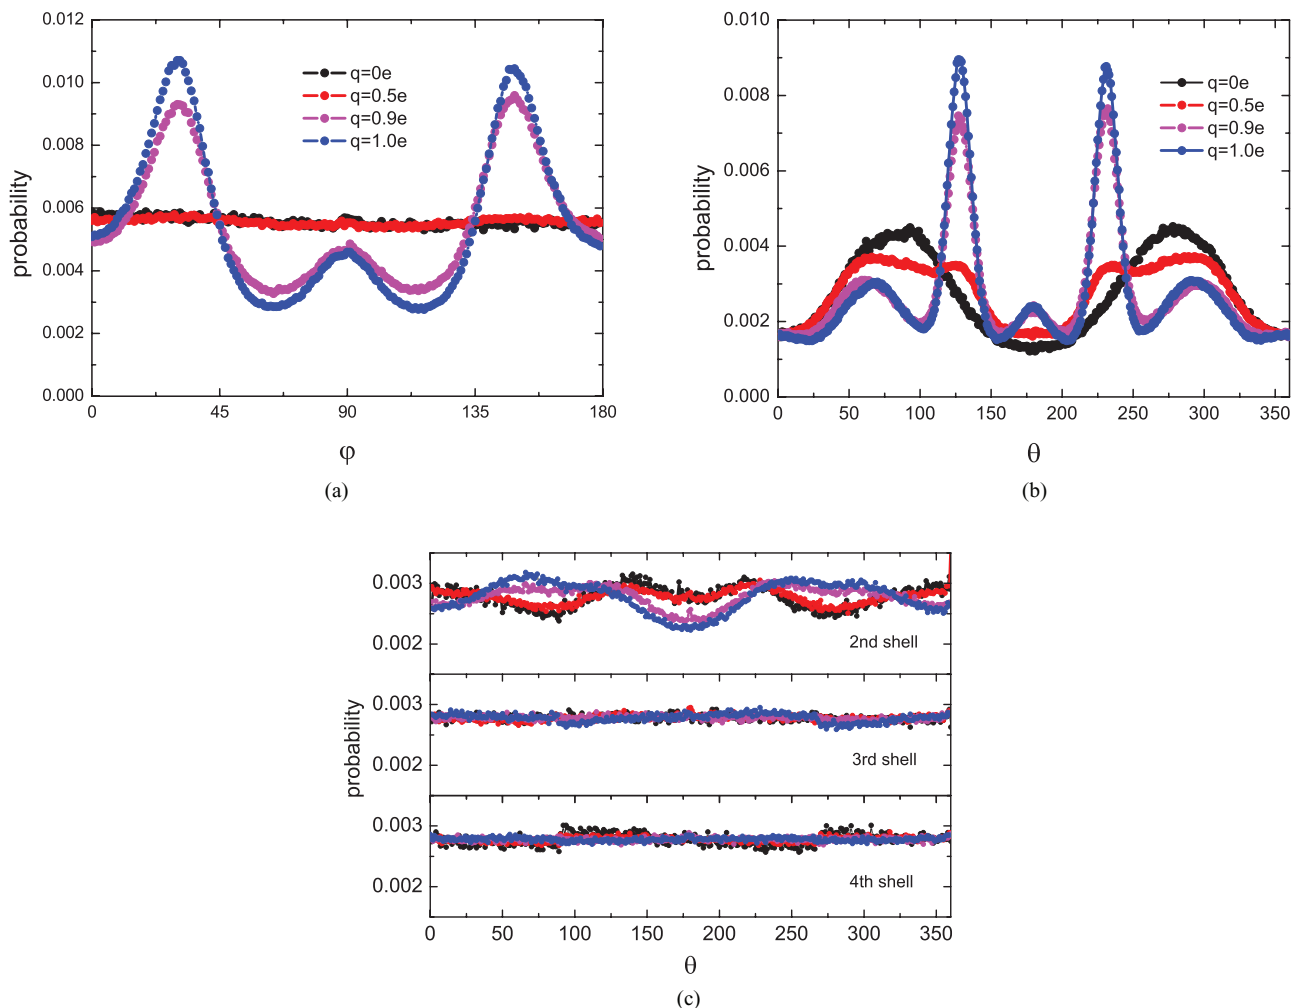 0.012
0.010
0.008
0.006
0.004
0.002
0.000
probability
q=0e
q=0.5e
q=0.9e
q=1.0e
0 45 90 135 180
φ
(a)
0.010
0.008
0.006
0.004
0.002
0.000
probability
q=0e
q=0.5e
q=0.9e
q=1.0e
0 50 100 150 200 250 300 350
θ
(b)
0.003
0.002
2nd shell
0.003
0.002
3rd shell
probability
0.003
0.002
4th shell
0 50 100 150 200 250 300 350
θ
(c)